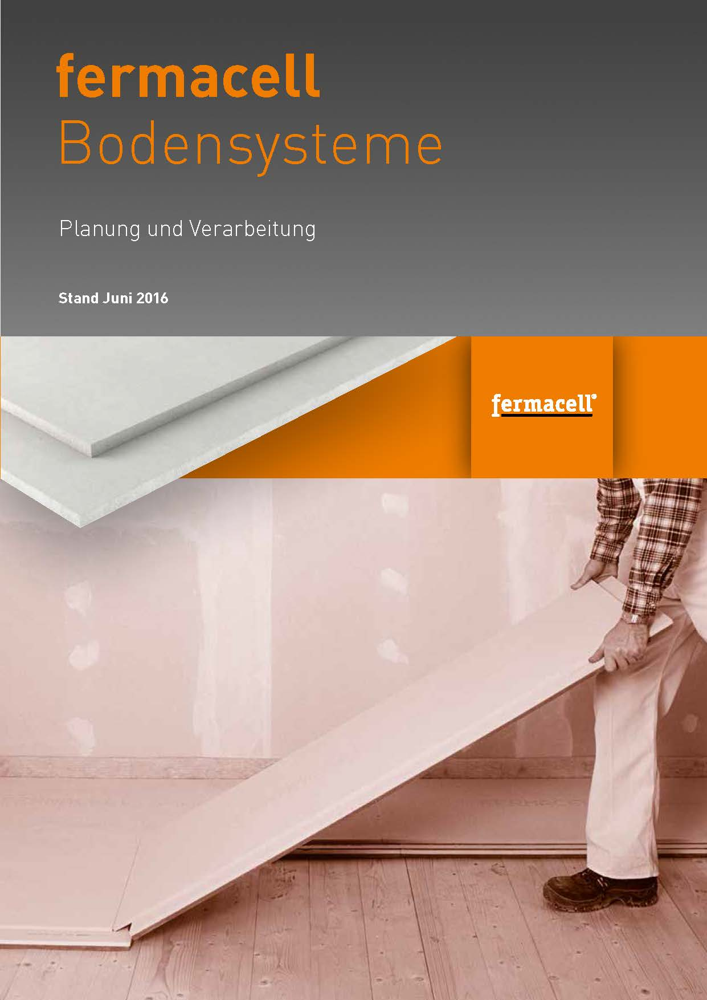 fermacell
Bodensysteme
Planung und Verarbeitung
Stand Juni 2016
fermacell®